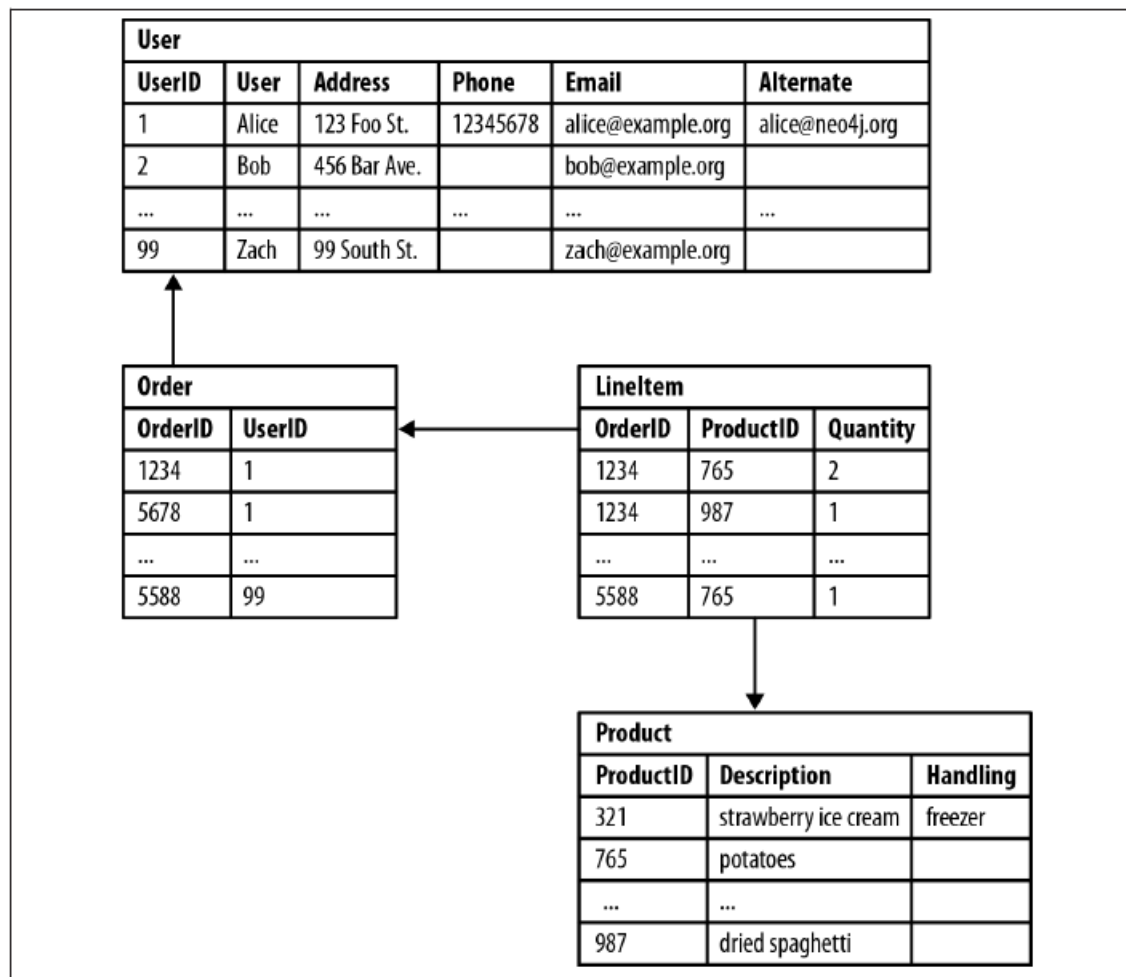 User
UserID User Address Phone Email Alternate
1 Alice 123 Foo St. 12345678 alice@example.org alice@neo4j.org
2 Bob 456 Bar Ave. bob@example.org
... ... ... ... ... ...
99 Zach 99 South St. zach@example.org
Order
OrderID UserID
1234 1
5678 1
... ...
5588 99
LineItem
OrderID ProductID Quantity
1234 765 2
1234 987 1
... ... ...
5588 765 1
Product
ProductID Description Handling
321 strawberry ice cream freezer
765 potatoes
... ...
987 dried spaghetti